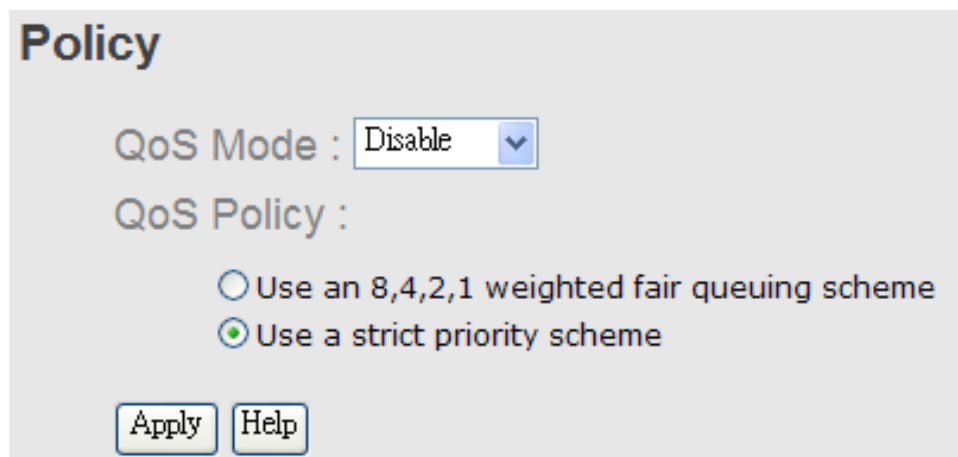 Policy
QoS Mode : Disable
QoS Policy :
Use an 8,4,2,1 weighted fair queuing scheme
Use a strict priority scheme
Apply Help